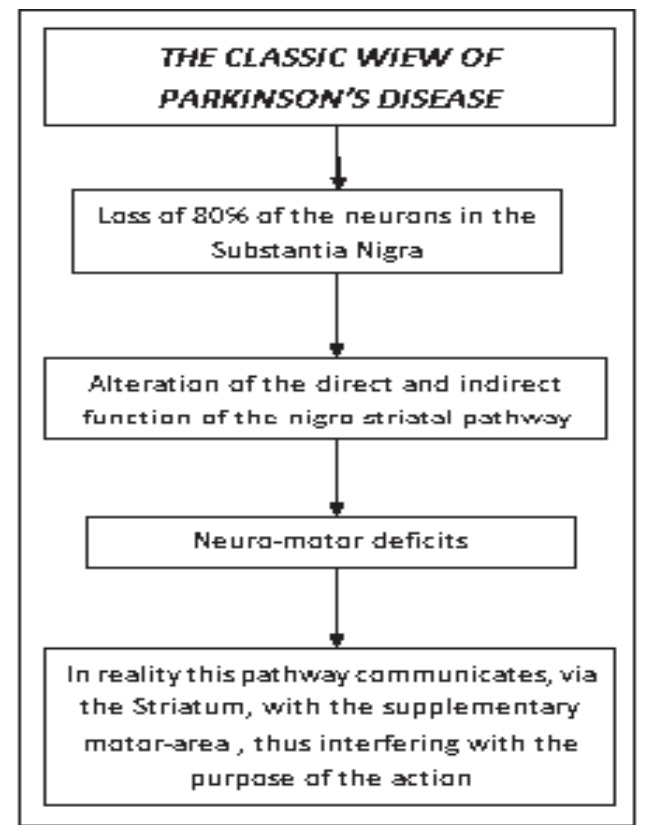 THE CLASSIC WIEW OF
PARKINSON'S DISEASE
Loss of 80% of the neurons in the
Substantia Nigra
Alteration of the direct and indirect
function of the nigro striatal pathway
Neuro-motor deficits
In reality this pathway communicates, via
the Striatum, with the supplementary
motor-area , thus interfering with the
purpose of the action